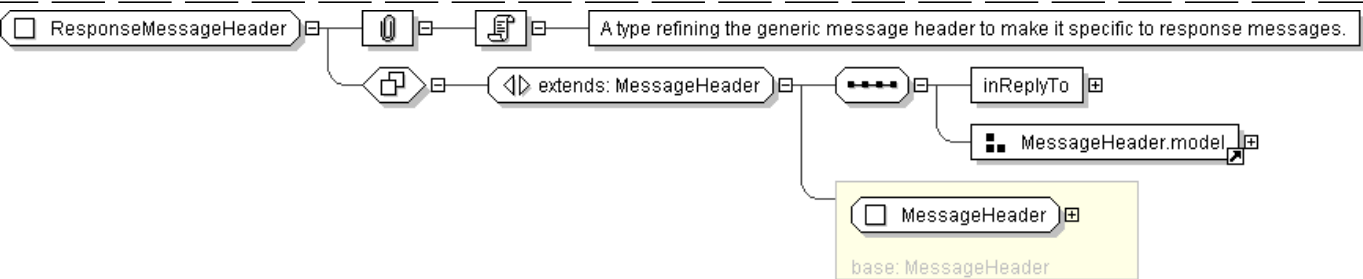 ResponseMessageHeader
A type refining the generic message header to make it specific to response messages.
extends: MessageHeader
inReplyTo
MessageHeader.model
MessageHeader
base: MessageHeader